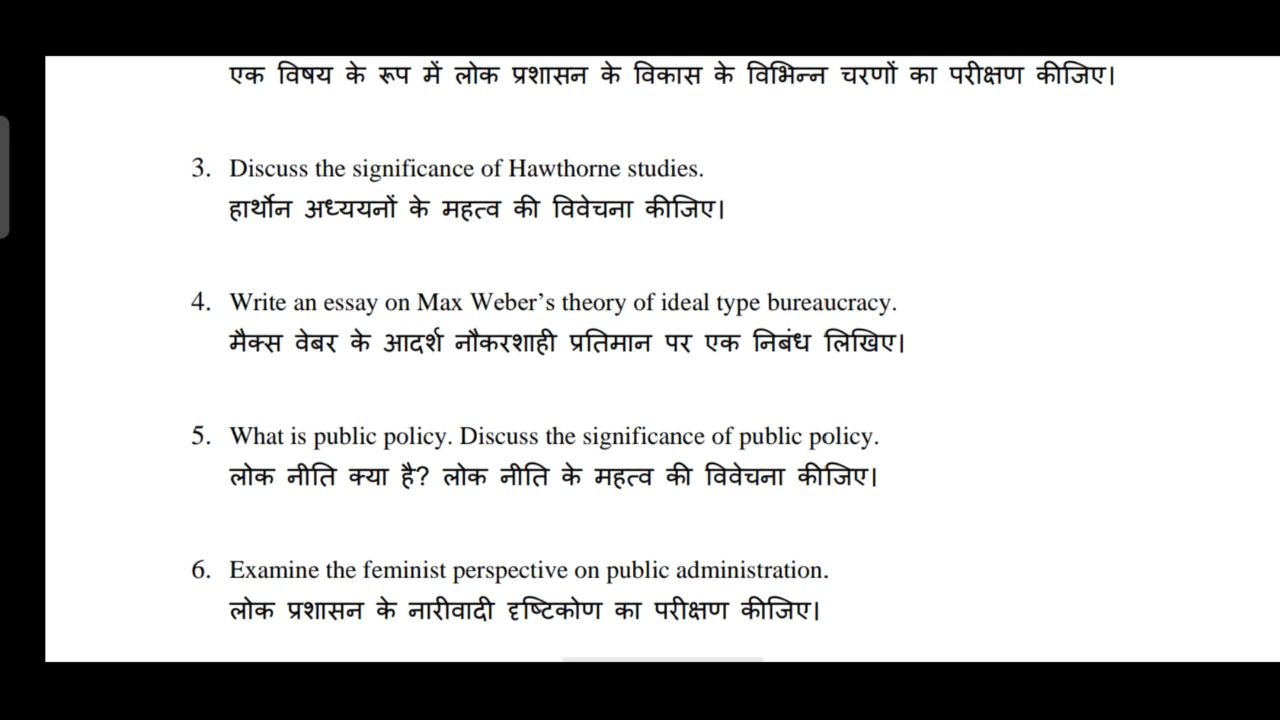 एक विषय के रूप में लोक प्रशासन के विकास के विभिन्न चरणों का परीक्षण कीजिए।
3. Discuss the significance of Hawthorne studies.
हार्थोन अध्ययनों के महत्व की विवेचना कीजिए।
4. Write an essay on Max Weber’s theory of ideal type bureaucracy.
मैक्स वेबर के आदर्श नौकरशाही प्रतिमान पर एक निबंध लिखिए।
5. What is public policy. Discuss the significance of public policy.
लोक नीति क्या है? लोक नीति के महत्व की विवेचना कीजिए।
6. Examine the feminist perspective on public administration.
लोक प्रशासन के नारीवादी दृष्टिकोण का परीक्षण कीजिए।